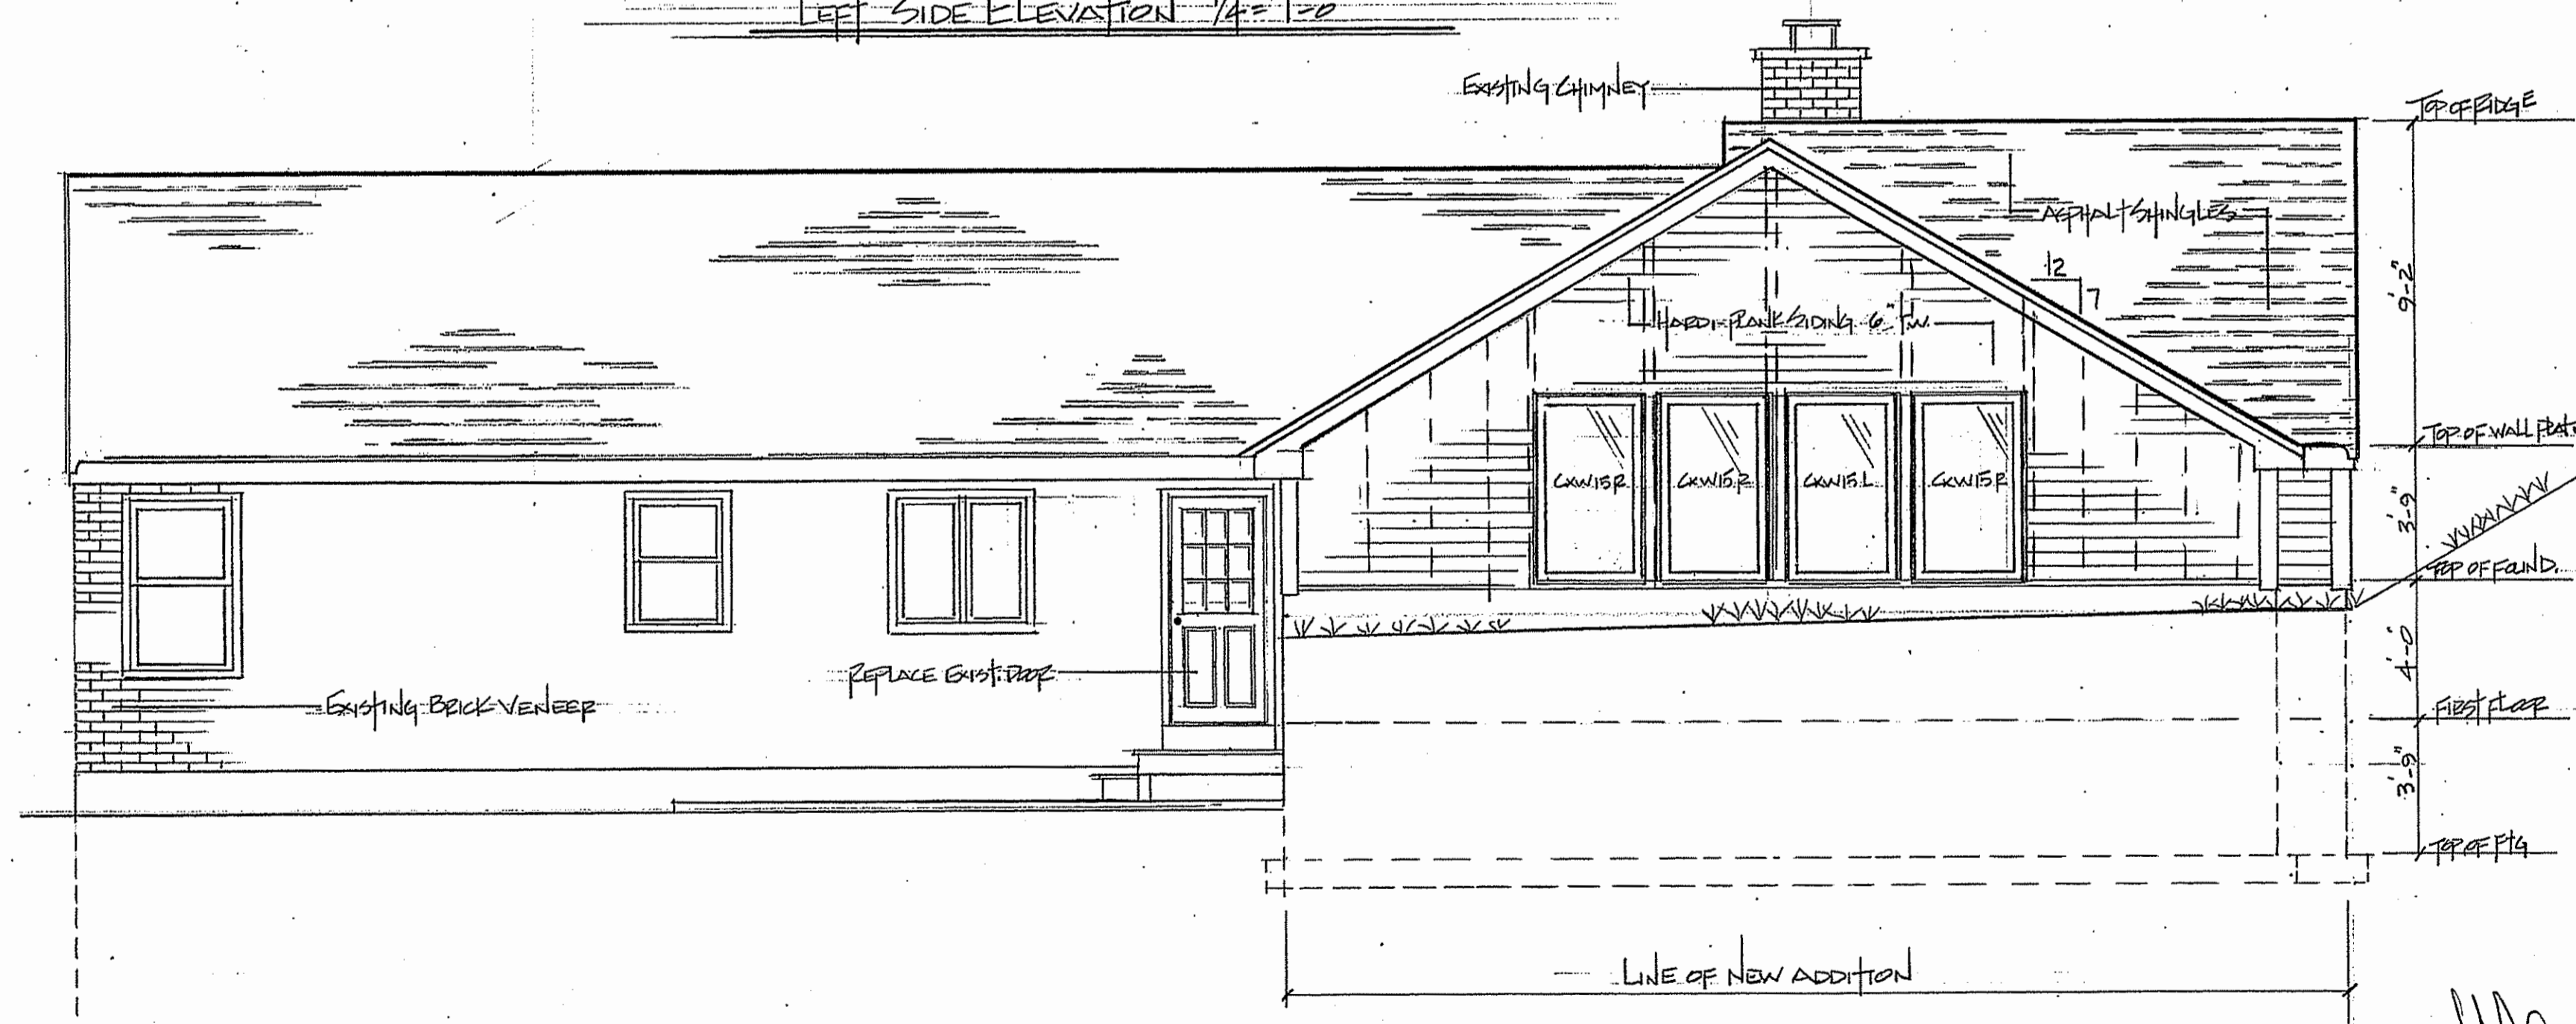 LEFT SIDE ELEVATION 1/4"=1'-0
EXISTING CHIMNEY
TOP OF RIDGE
ASPHALT SHINGLES
12
7
9'-2"
HARDI-PLANK SIDING 6" T.W.
TOP OF WALL PLATE
CXW15R
CXW15R
CXW15L
CXW15R
3'-9"
TOP OF FOUND.
4'-0"
REPLACE EXIST. DOOR
EXISTING BRICK VENEER
FIRST FLOOR
3'-9"
TOP OF FTG
LINE OF NEW ADDITION